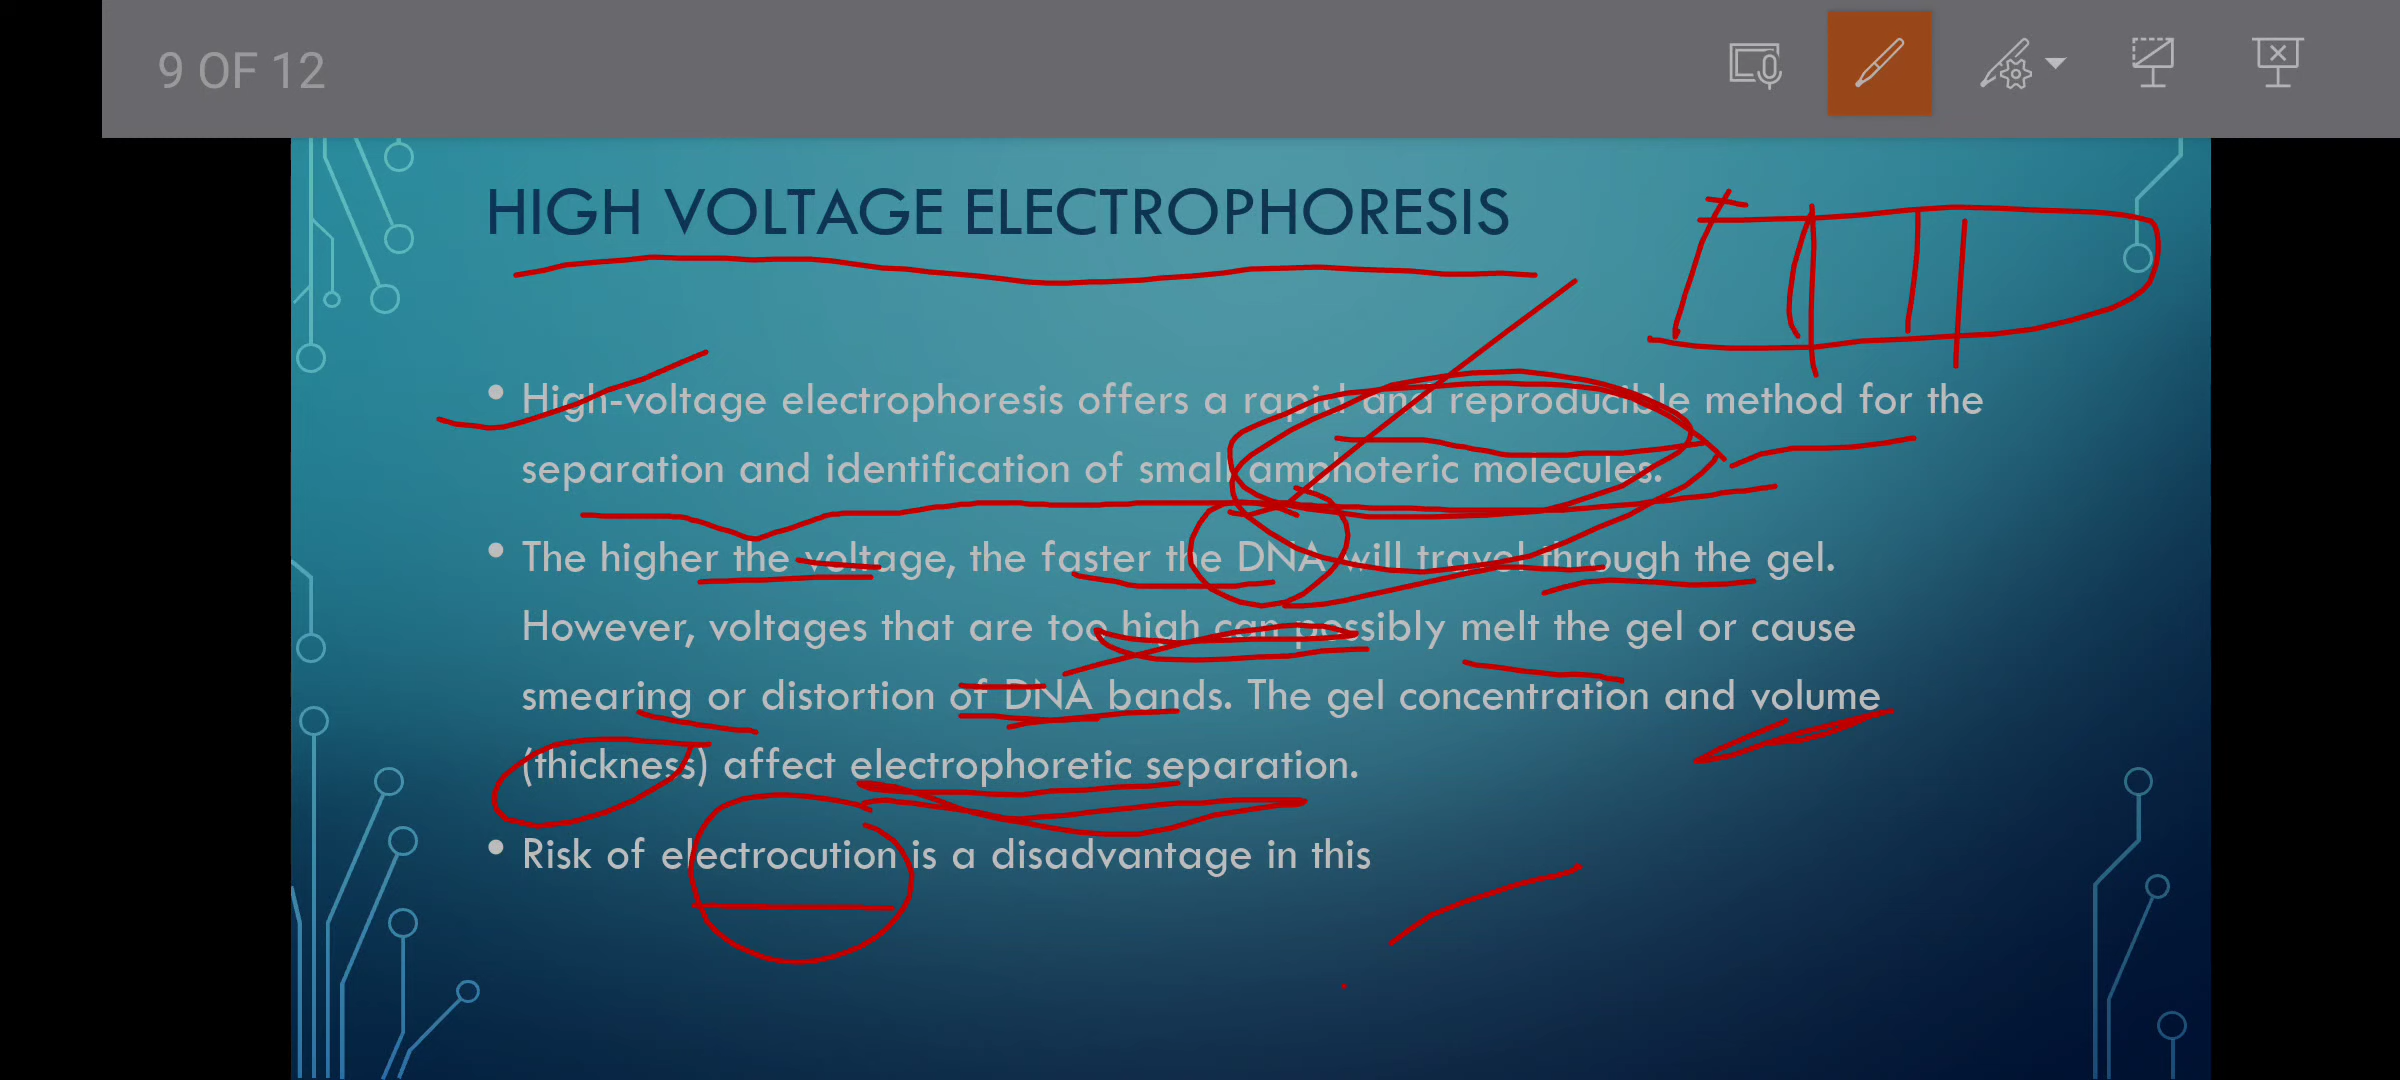 9 OF 12
HIGH VOLTAGE ELECTROPHORESIS
• High-voltage electrophoresis offers a rapid and reproducible method for the
separation and identification of small amphoteric molecules.
• The higher the voltage, the faster the DNA will travel through the gel.
However, voltages that are too high can possibly melt the gel or cause
smearing or distortion of DNA bands. The gel concentration and volume
(thickness) affect electrophoretic separation.
• Risk of electrocution is a disadvantage in this